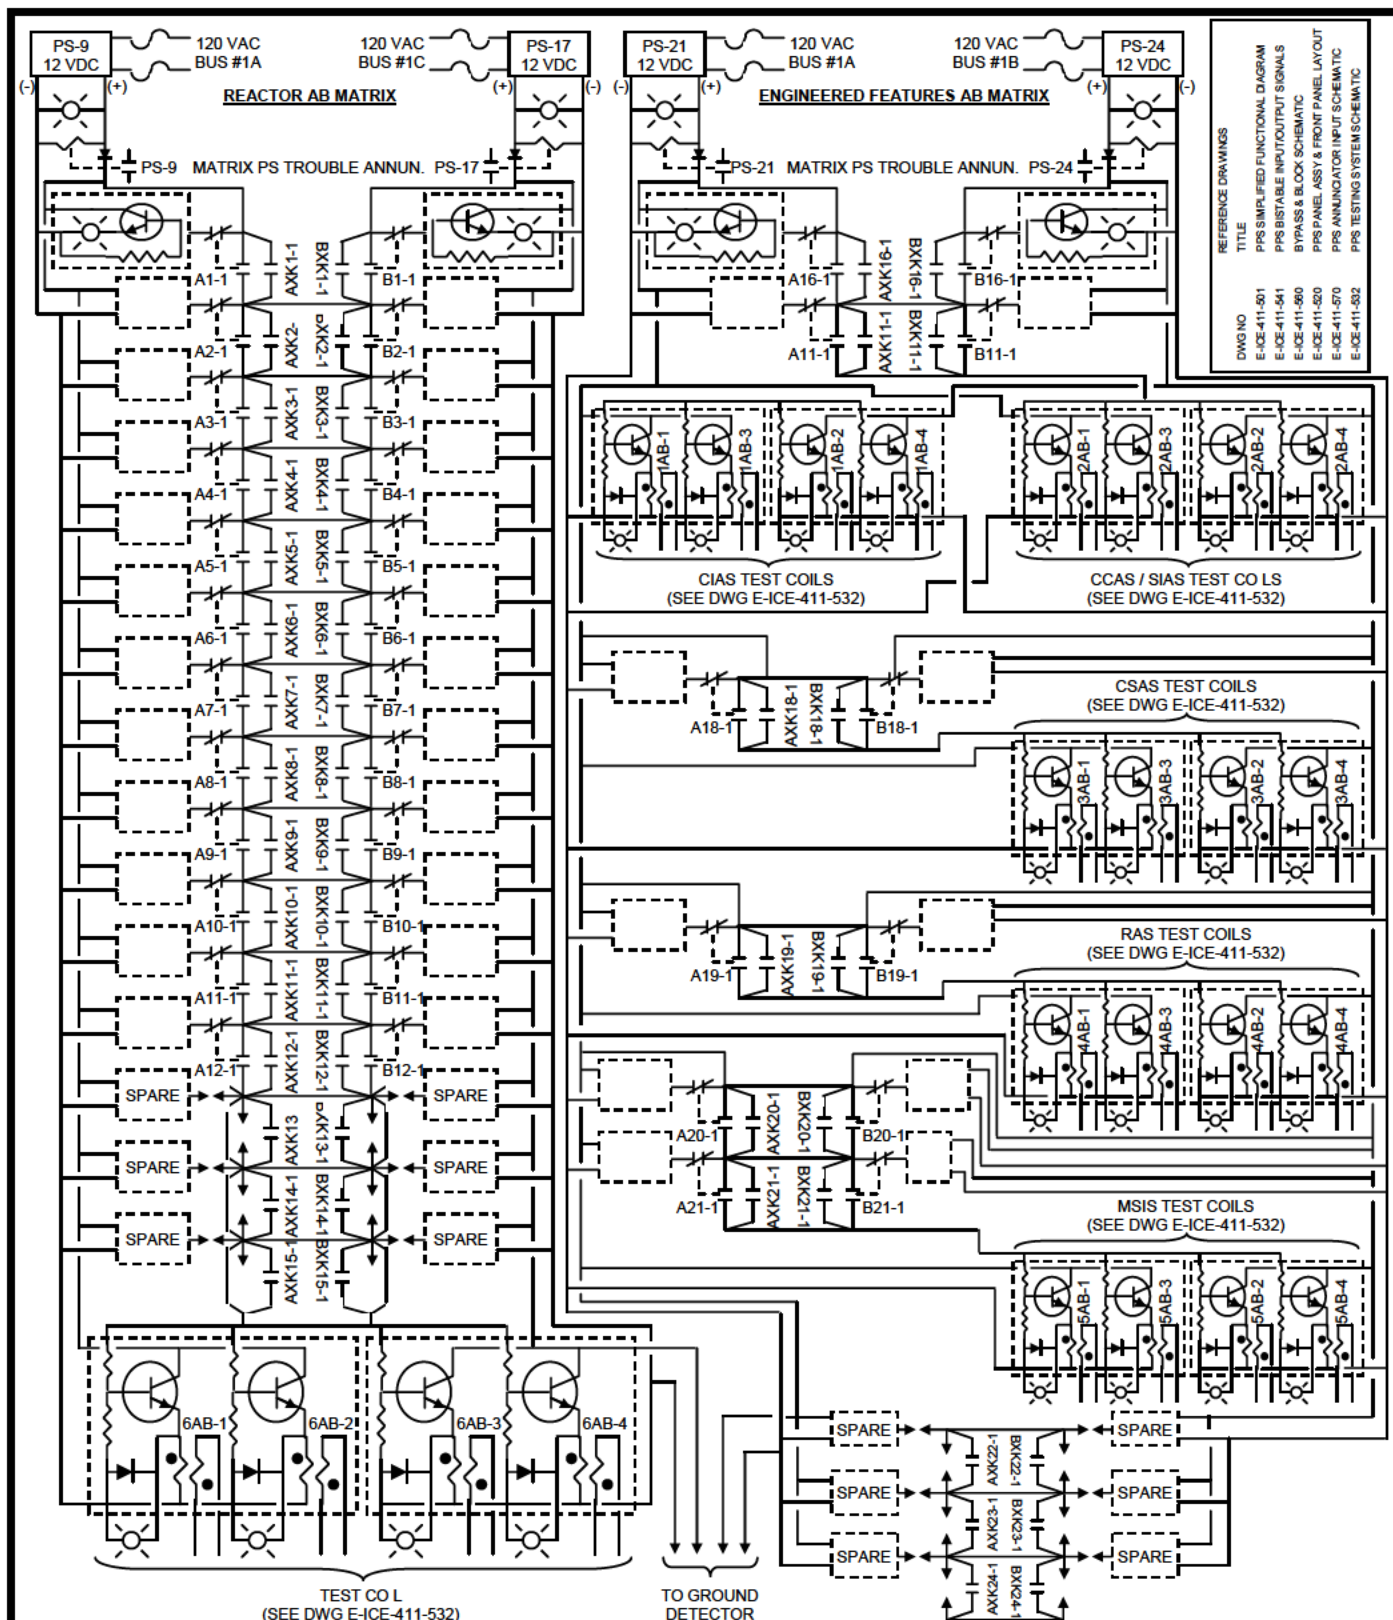 PS-9
12 VDC
(-)
(+)
120 VAC
BUS #1A
120 VAC
BUS #1C
PS-17
12 VDC
(+)
(-)
REACTOR AB MATRIX
PS-21
12 VDC
(-)
(+)
120 VAC
BUS #1A
120 VAC
BUS #1B
PS-24
12 VDC
(+)
(-)
ENGINEERED FEATURES AB MATRIX
REFERENCE DRAWINGS
DWG NO TITLE
E-ICE-411-501 PPS SIMPLIFIED FUNCTIONAL DIAGRAM
E-ICE-411-541 PPS BISTABLE INPUT/OUTPUT SIGNALS
E-ICE-411-560 BYPASS & BLOCK SCHEMATIC
E-ICE-411-520 PPS PANEL ASSY & FRONT PANEL LAYOUT
E-ICE-411-570 PPS ANNUNCIATOR INPUT SCHEMATIC
E-ICE-411-532 PPS TESTING SYSTEM SCHEMATIC
PS-9 MATRIX PS TROUBLE ANNUN. PS-17
PS-21 MATRIX PS TROUBLE ANNUN. PS-24
A1-1 AXK1-1 BXK1-1 B1-1
A2-1 AXK2- BXK2-1 B2-1
A3-1 AXK3-1 BXK3-1 B3-1
A4-1 AXK4-1 BXK4-1 B4-1
A5-1 AXK5-1 BXK5-1 B5-1
A6-1 AXK6-1 BXK6-1 B6-1
A7-1 AXK7-1 BXK7-1 B7-1
A8-1 AXK8-1 BXK8-1 B8-1
A9-1 AXK9-1 BXK9-1 B9-1
A10-1 AXK10-1 BXK10-1 B10-1
A11-1 AXK11-1 BXK11-1 B11-1
A12-1 AXK12-1 BXK12-1 B12-1
SPARE AXK13 BXK13-1 SPARE
SPARE AXK14-1 BXK14-1 SPARE
SPARE AXK15-1 BXK15-1 SPARE
6AB-1
6AB-2
6AB-3
6AB-4
TEST CO L
(SEE DWG E-ICE-411-532)
TO GROUND
DETECTOR
A16-1 AXK16-1 BXK16-1 B16-1
A11-1 AXK11-1 BXK11-1 B11-1
1AB-1
1AB-3
1AB-2
1AB-4
CIAS TEST COILS
(SEE DWG E-ICE-411-532)
2AB-1
2AB-3
2AB-2
2AB-4
CCAS / SIAS TEST CO LS
(SEE DWG E-ICE-411-532)
A18-1 AXK18-1 BXK18-1 B18-1
CSAS TEST COILS
(SEE DWG E-ICE-411-532)
3AB-1
3AB-3
3AB-2
3AB-4
A19-1 AXK19-1 BXK19-1 B19-1
RAS TEST COILS
(SEE DWG E-ICE-411-532)
4AB-1
4AB-3
4AB-2
4AB-4
A20-1 AXK20-1 BXK20-1 B20-1
A21-1 AXK21-1 BXK21-1 B21-1
MSIS TEST COILS
(SEE DWG E-ICE-411-532)
5AB-1
5AB-3
5AB-2
5AB-4
SPARE AXK22-1 BXK22-1 SPARE
SPARE AXK23-1 BXK23-1 SPARE
SPARE AXK24-1 BXK24-1 SPARE